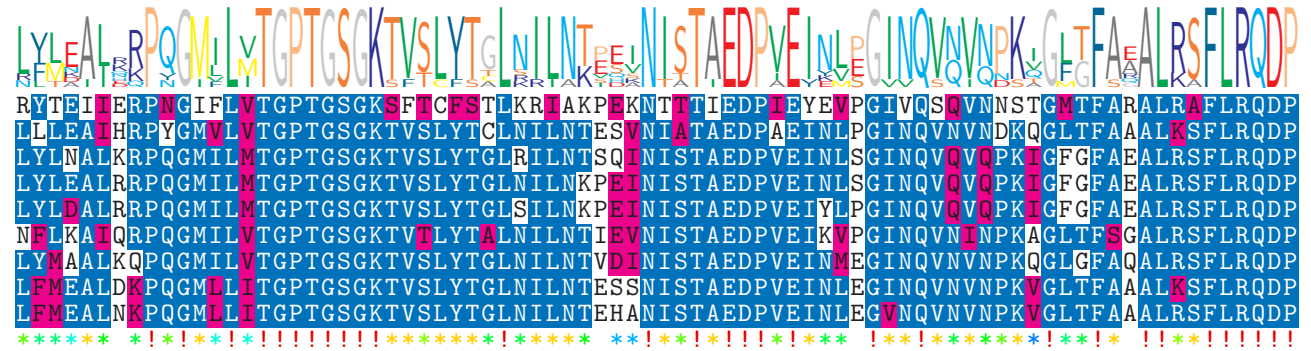 RYTEIIERPNGIFLVTGPTGSGKSFTCFSTLKRIAKPEKNTTTIEDPIEYEVPGIVQSQVNNSTGMTFARALRAFLRQDP
LLLEAIHRPYGMVLVTGPTGSGKTVSLYTCLNILNTESVNIATAEDPAEINLPGINQVNVNDKQGLTFAAALKSFLRQDP
LYLNALKRPQGMILMTGPTGSGKTVSLYTGLRILNTSQINISTAEDPVEINLSGINQVQVQPKIGFGFAEALRSFLRQDP
LYLEALRRPQGMILMTGPTGSGKTVSLYTGLNILNKPEINISTAEDPVEINLSGINQVQVQPKIGFGFAEALRSFLRQDP
LYLDALRRPQGMILMTGPTGSGKTVSLYTGLSILNKPEINISTAEDPVEIYLPGINQVQVQPKIGFGFAEALRSFLRQDP
NFLKAIQRPQGMILVTGPTGSGKTVTLYTALNILNTIEVNISTAEDPVEIKVPGINQVNINPKAGLTFSGALRSFLRQDP
LYMAALKQPQGMILVTGPTGSGKTVSLYTGLNILNTVDINISTAEDPVEINMEGINQVNVNPKQGLGFAQALRSFLRQDP
LFMEALDKPQGMLLITGPTGSGKTVSLYTGLNILNTESSNISTAEDPVEINLEGINQVNVNPKVGLTFAAALKSFLRQDP
LFMEALNKPQGMLLITGPTGSGKTVSLYTGLNILNTEHANISTAEDPVEINLEGVNQVNVNPKVGLTFAAALRSFLRQDP